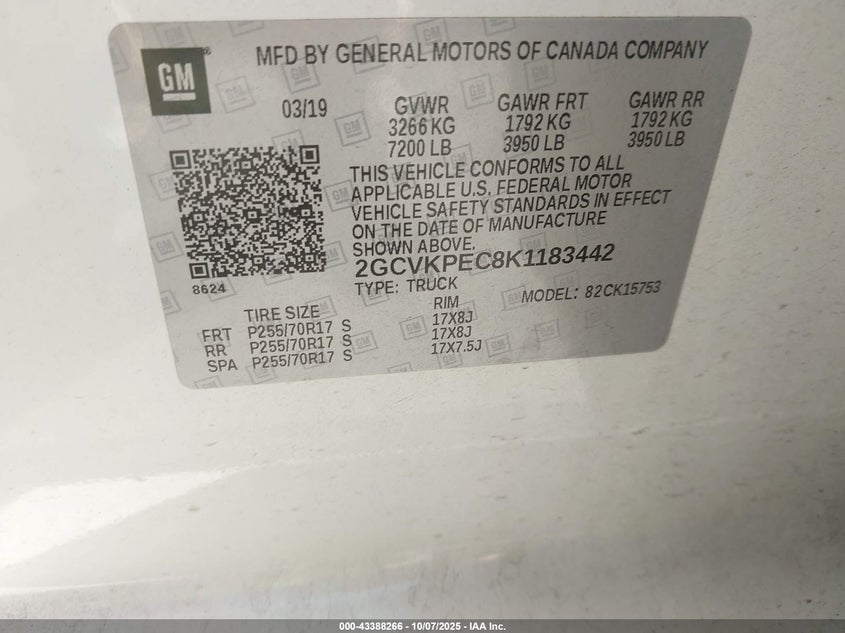 GM
MFD BY GENERAL MOTORS OF CANADA COMPANY
03/19
GVWR
3266 KG
7200 LB
GAWR FRT
1792 KG
3950 LB
GAWR RR
1792 KG
3950 LB
THIS VEHICLE CONFORMS TO ALL
APPLICABLE U.S. FEDERAL MOTOR
VEHICLE SAFETY STANDARDS IN EFFECT
ON THE DATE OF MANUFACTURE
SHOWN ABOVE.
2GCVKPEC8K1183442
8624
TYPE: TRUCK
MODEL: 82CK15753
TIRE SIZE RIM
FRT P255/70R17 S 17X8J
RR P255/70R17 S 17X8J
SPA P255/70R17 S 17X7.5J
000-43388266 - 10/07/2025 - IAA Inc.